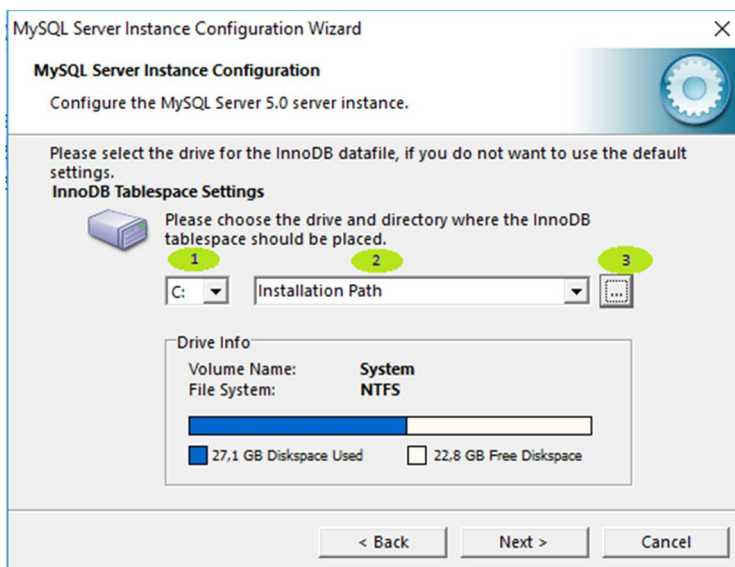 MySQL Server Instance Configuration Wizard
MySQL Server Instance Configuration
Configure the MySQL Server 5.0 server instance.
Please select the drive for the InnoDB datafile, if you do not want to use the default
settings.
InnoDB Tablespace Settings
Please choose the drive and directory where the InnoDB
tablespace should be placed.
1 2 3
C: Installation Path ...
Drive Info
Volume Name: System
File System: NTFS
27,1 GB Diskspace Used 22,8 GB Free Diskspace
< Back Next > Cancel